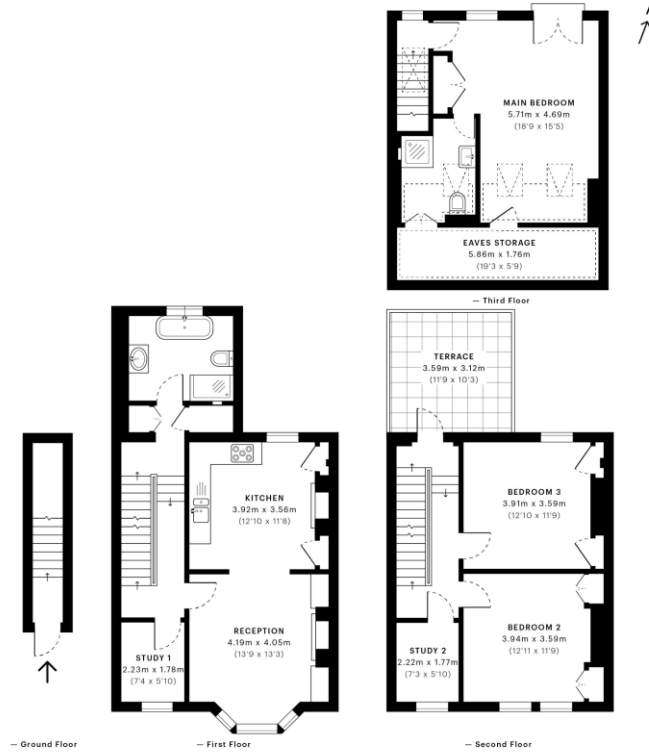 MAIN BEDROOM
5.71m x 4.69m
(18'9 x 15'5)
EAVES STORAGE
5.86m x 1.76m
(19'3 x 5'9)
— Third Floor
TERRACE
3.59m x 3.12m
(11'9 x 10'3)
KITCHEN
3.92m x 3.56m
(12'10 x 11'8)
BEDROOM 3
3.91m x 3.59m
(12'10 x 11'9)
RECEPTION
4.19m x 4.05m
(13'9 x 13'3)
STUDY 1
2.23m x 1.78m
(7'4 x 5'10)
BEDROOM 2
3.94m x 3.59m
(12'11 x 11'9)
STUDY 2
2.22m x 1.77m
(7'3 x 5'10)
— Ground Floor
— First Floor
— Second Floor